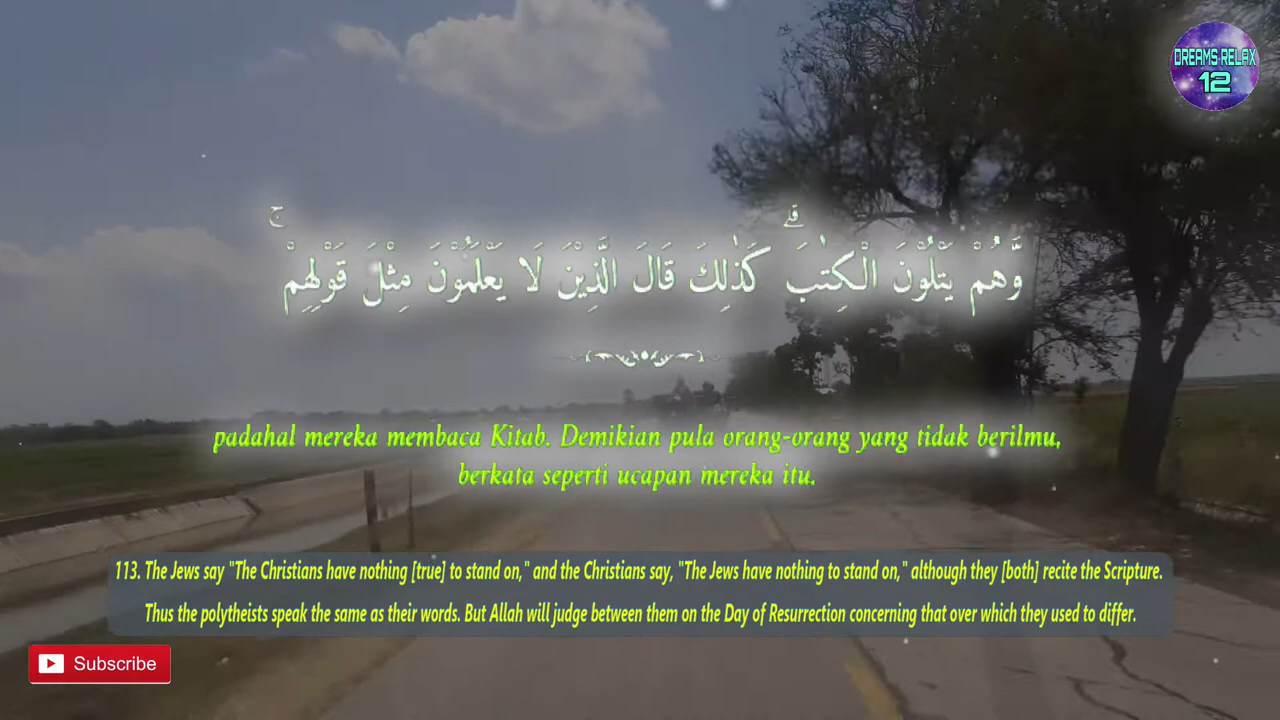 DREAMS RELAX
12
وَّهُمْ يَتْلُوْنَ الْكِتٰبَۗ كَذٰلِكَ قَالَ الَّذِيْنَ لَا يَعْلَمُوْنَ مِثْلَ قَوْلِهِمْۚ
padahal mereka membaca Kitab. Demikian pula orang-orang yang tidak berilmu,
berkata seperti ucapan mereka itu.
113. The Jews say "The Christians have nothing [true] to stand on," and the Christians say, "The Jews have nothing to stand on," although they [both] recite the Scripture.
Thus the polytheists speak the same as their words. But Allah will judge between them on the Day of Resurrection concerning that over which they used to differ.
Subscribe